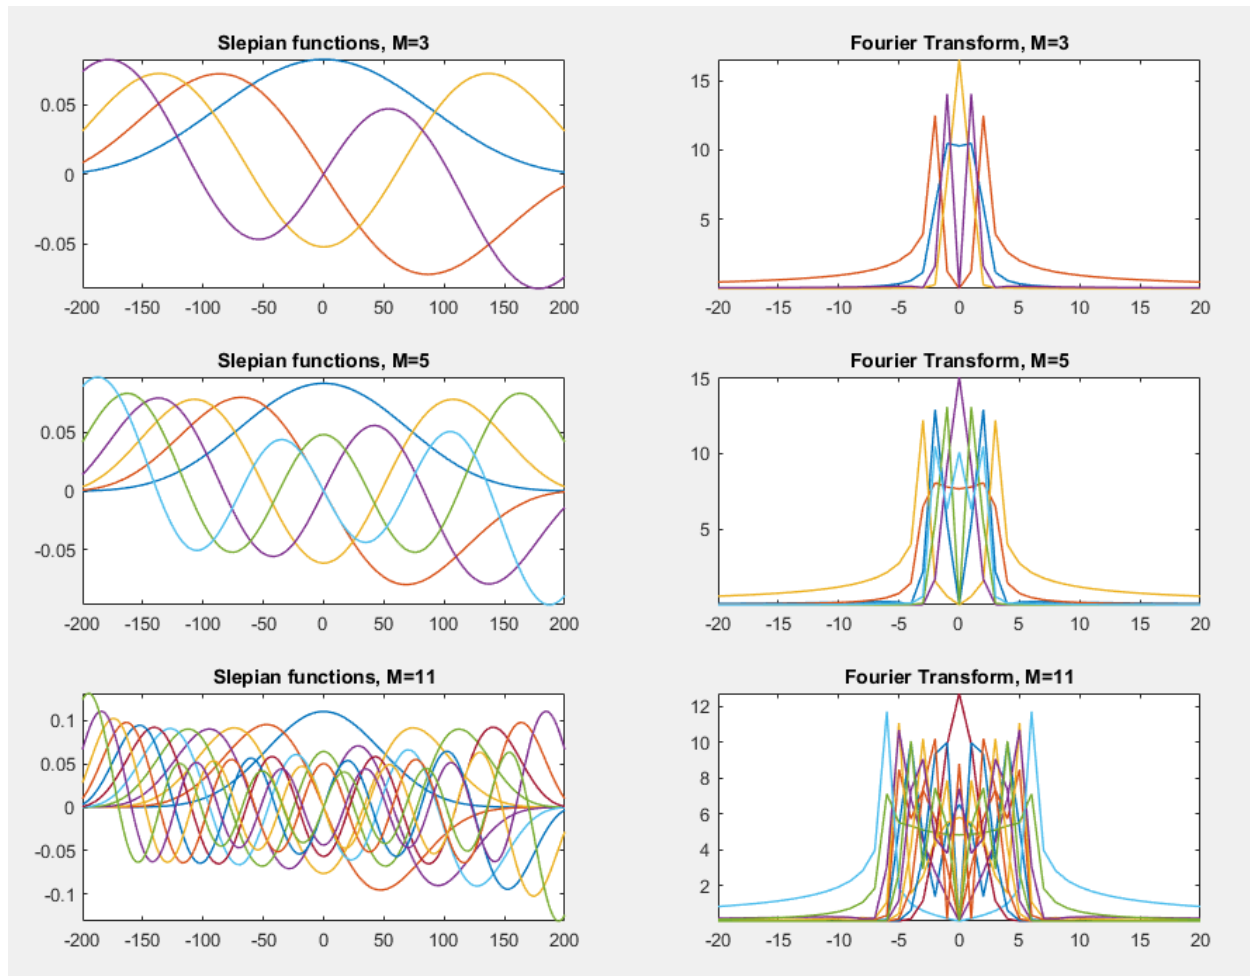 Slepian functions, M=3
0.05
0
-0.05
-200 -150 -100 -50 0 50 100 150 200
Fourier Transform, M=3
15
10
5
-20 -15 -10 -5 0 5 10 15 20
Slepian functions, M=5
0.05
0
-0.05
-200 -150 -100 -50 0 50 100 150 200
Fourier Transform, M=5
15
10
5
-20 -15 -10 -5 0 5 10 15 20
Slepian functions, M=11
0.1
0.05
0
-0.05
-0.1
-200 -150 -100 -50 0 50 100 150 200
Fourier Transform, M=11
12
10
8
6
4
2
-20 -15 -10 -5 0 5 10 15 20